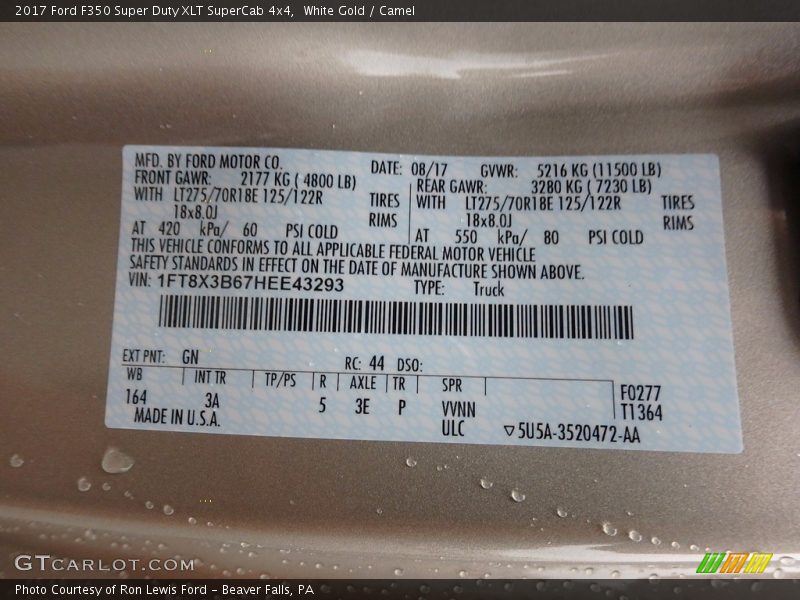 2017 Ford F350 Super Duty XLT SuperCab 4x4, White Gold / Camel
MFD. BY FORD MOTOR CO. DATE: 08/17 GVWR: 5216 KG (11500 LB)
FRONT GAWR: 2177 KG ( 4800 LB) REAR GAWR: 3280 KG ( 7230 LB)
WITH LT275/70R18E 125/122R TIRES WITH LT275/70R18E 125/122R TIRES
18x8.0J RIMS 18x8.0J RIMS
AT 420 kPa/ 60 PSI COLD AT 550 kPa/ 80 PSI COLD
THIS VEHICLE CONFORMS TO ALL APPLICABLE FEDERAL MOTOR VEHICLE
SAFETY STANDARDS IN EFFECT ON THE DATE OF MANUFACTURE SHOWN ABOVE.
VIN: 1FT8X3B67HEE43293 TYPE: Truck
EXT PNT: GN RC: 44 DSO:
WB INT TR TP/PS R AXLE TR SPR F0277
164 3A 5 3E P VVNN T1364
MADE IN U.S.A. ULC ▽5U5A-3520472-AA
GTCARLOT.COM
Photo Courtesy of Ron Lewis Ford - Beaver Falls, PA